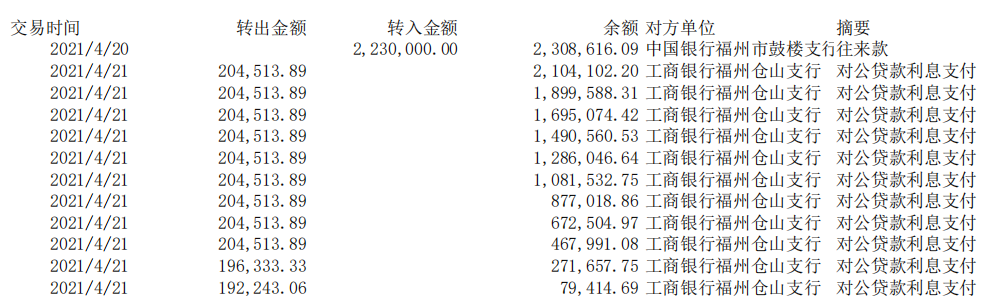 交易时间 转出金额 转入金额 余额 对方单位 摘要
2021/4/20 2,230,000.00 2,308,616.09 中国银行福州市鼓楼支行往来款
2021/4/21 204,513.89 2,104,102.20 工商银行福州仓山支行 对公贷款利息支付
2021/4/21 204,513.89 1,899,588.31 工商银行福州仓山支行 对公贷款利息支付
2021/4/21 204,513.89 1,695,074.42 工商银行福州仓山支行 对公贷款利息支付
2021/4/21 204,513.89 1,490,560.53 工商银行福州仓山支行 对公贷款利息支付
2021/4/21 204,513.89 1,286,046.64 工商银行福州仓山支行 对公贷款利息支付
2021/4/21 204,513.89 1,081,532.75 工商银行福州仓山支行 对公贷款利息支付
2021/4/21 204,513.89 877,018.86 工商银行福州仓山支行 对公贷款利息支付
2021/4/21 204,513.89 672,504.97 工商银行福州仓山支行 对公贷款利息支付
2021/4/21 204,513.89 467,991.08 工商银行福州仓山支行 对公贷款利息支付
2021/4/21 196,333.33 271,657.75 工商银行福州仓山支行 对公贷款利息支付
2021/4/21 192,243.06 79,414.69 工商银行福州仓山支行 对公贷款利息支付